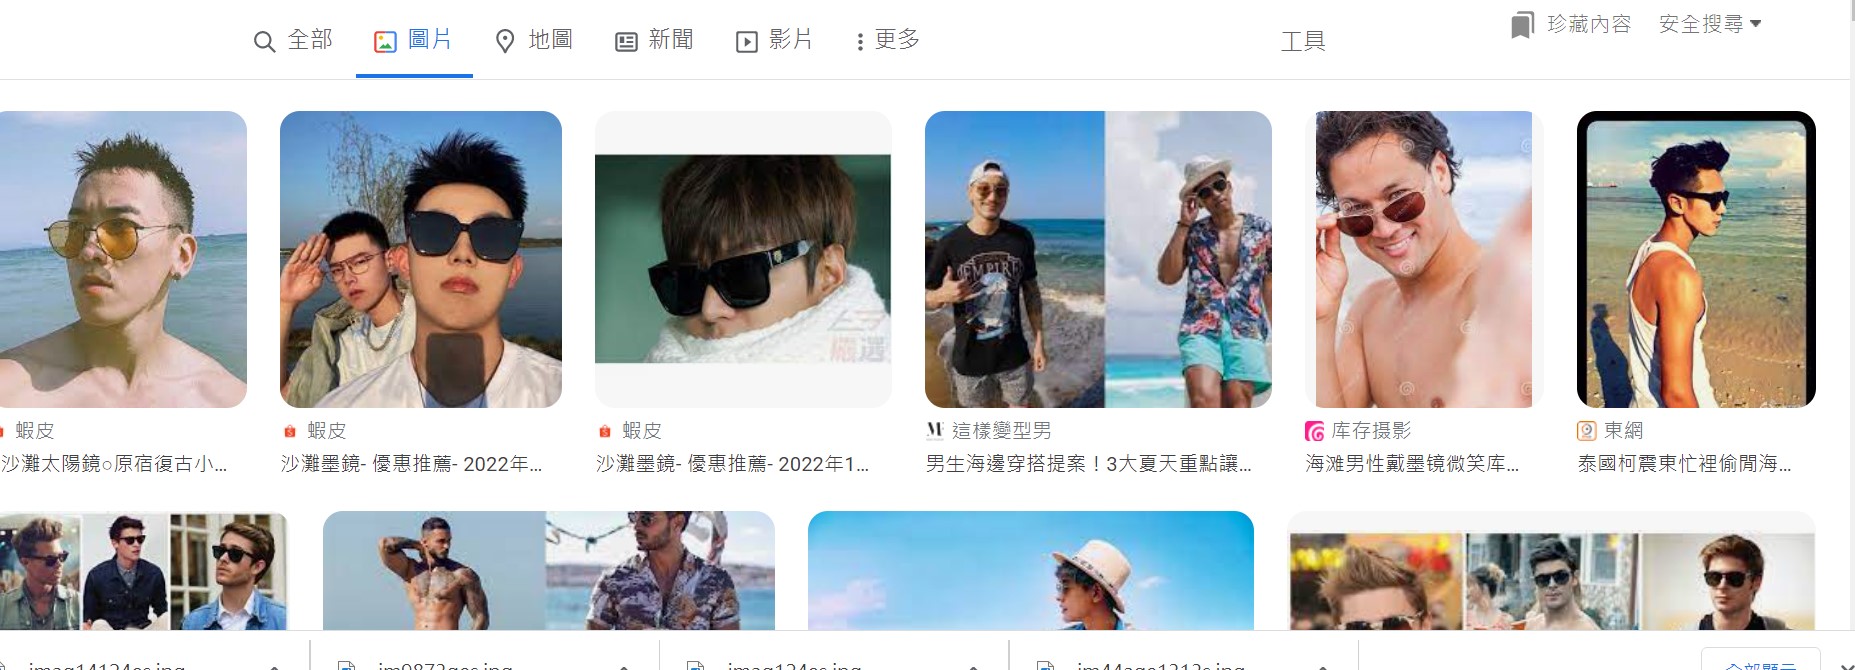 全部
圖片
地圖
新聞
影片
更多
工具
珍藏內容
安全搜尋
EMPIRE
嚴選
蝦皮
沙灘太陽鏡○原宿復古小...
蝦皮
沙灘墨鏡- 優惠推薦- 2022年...
蝦皮
沙灘墨鏡- 優惠推薦- 2022年1...
這樣變型男
男生海邊穿搭提案！3大夏天重點讓...
库存摄影
海滩男性戴墨镜微笑库...
東網
泰國柯震東忙裡偷閒海...